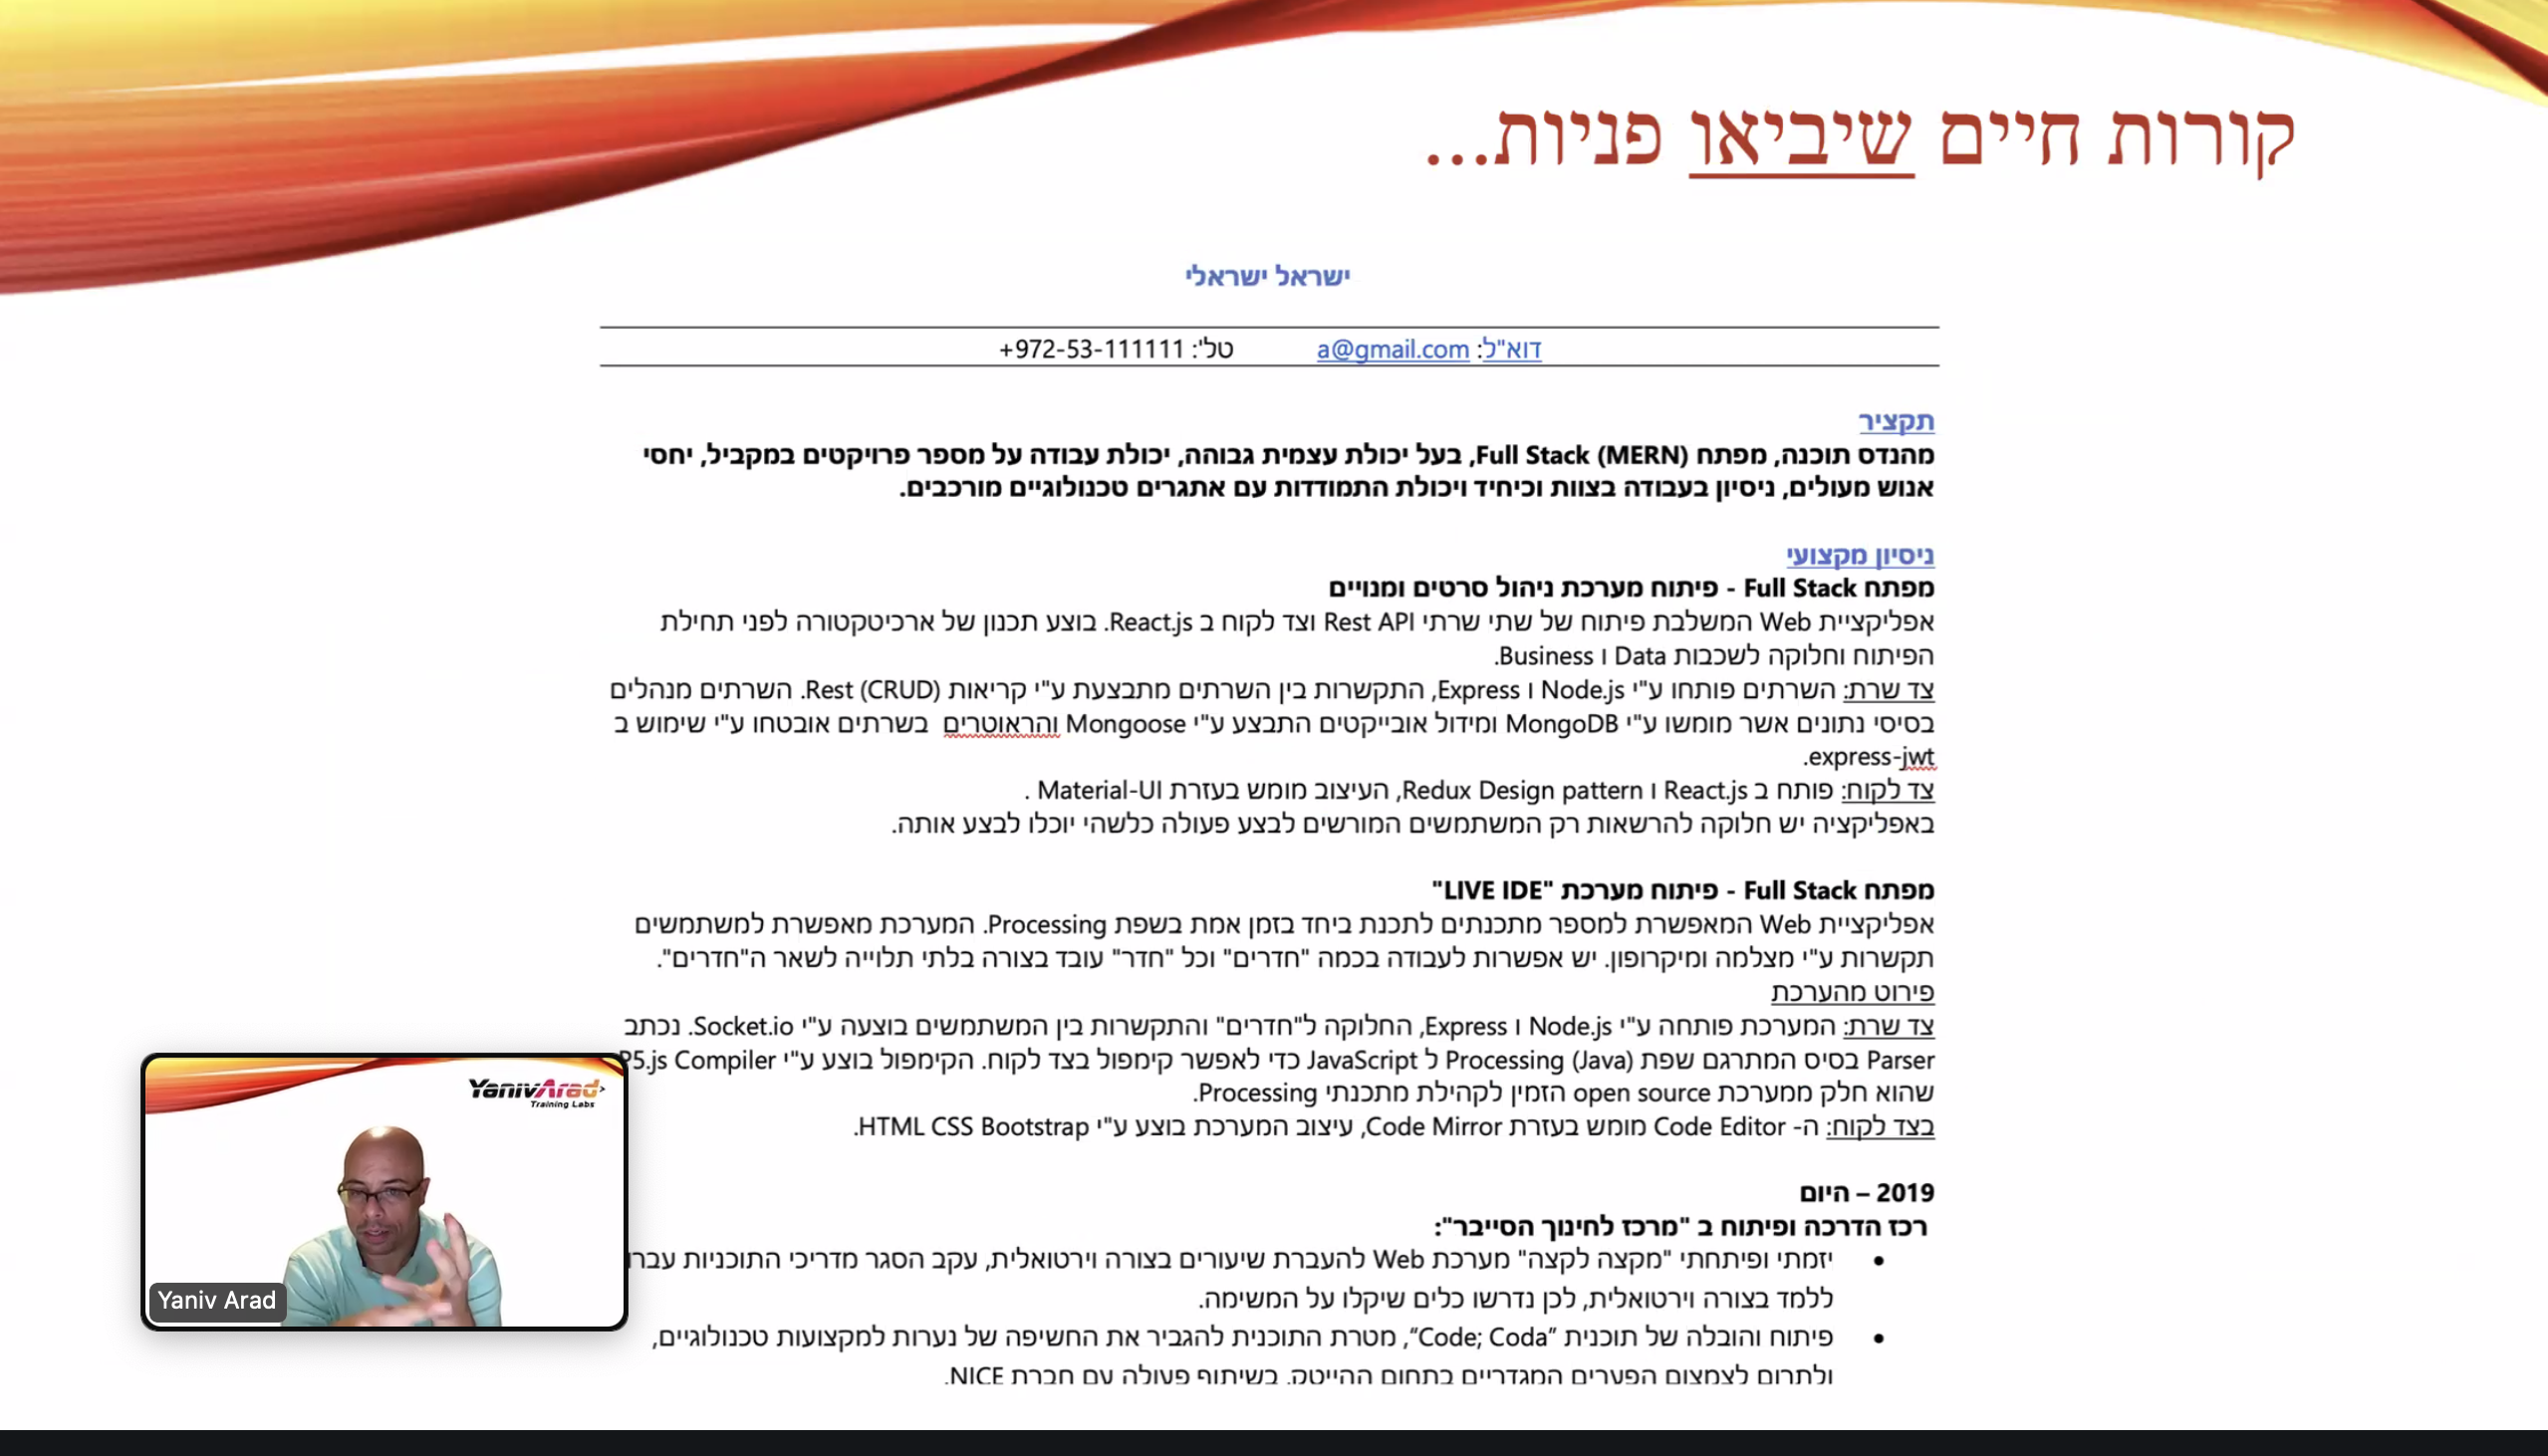 קורות חיים שיביאו פניות...
ישראל ישראלי
דוא"ל: a@gmail.com טל': +972-53-111111
תקציר
מהנדס תוכנה, מפתח Full Stack (MERN), בעל יכולת עצמית גבוהה, יכולת עבודה על מספר פרויקטים במקביל, יחסי
אנוש מעולים, ניסיון בעבודה בצוות וכיחיד ויכולת התמודדות עם אתגרים טכנולוגיים מורכבים.
ניסיון מקצועי
מפתח Full Stack - פיתוח מערכת ניהול סרטים ומנויים
אפליקציית Web המשלבת פיתוח של שתי שרתי Rest API וצד לקוח ב React.js. בוצע תכנון של ארכיטקטורה לפני תחילת
הפיתוח וחלוקה לשכבות Data ו Business.
צד שרת: השרתים פותחו ע"י Node.js ו Express, התקשרות בין השרתים מתבצעת ע"י קריאות Rest (CRUD). השרתים מנהלים
בסיסי נתונים אשר מומשו ע"י MongoDB ומידול אובייקטים התבצע ע"י Mongoose והראוטרים בשרתים אובטחו ע"י שימוש ב
express-jwt.
צד לקוח: פותח ב React.js ו Redux Design pattern, העיצוב מומש בעזרת Material-UI .
באפליקציה יש חלוקה להרשאות רק המשתמשים המורשים לבצע פעולה כלשהי יוכלו לבצע אותה.
מפתח Full Stack - פיתוח מערכת "LIVE IDE"
אפליקציית Web המאפשרת למספר מתכנתים לתכנת ביחד בזמן אמת בשפת Processing. המערכת מאפשרת למשתמשים
תקשרות ע"י מצלמה ומיקרופון. יש אפשרות לעבודה בכמה "חדרים" וכל "חדר" עובד בצורה בלתי תלוייה לשאר ה"חדרים".
פירוט מהערכת
צד שרת: המערכת פותחה ע"י Node.js ו Express, החלוקה ל"חדרים" והתקשרות בין המשתמשים בוצעה ע"י Socket.io. נכתב
Parser בסיס המתרגם שפת Processing (Java) ל JavaScript כדי לאפשר קימפול בצד לקוח. הקימפול בוצע ע"י P5.js Compiler
שהוא חלק ממערכת open source הזמין לקהילת מתכנתי Processing.
בצד לקוח: ה- Code Editor מומש בעזרת Code Mirror, עיצוב המערכת בוצע ע"י HTML CSS Bootstrap.
2019 – היום
רכז הדרכה ופיתוח ב "מרכז לחינוך הסייבר":
• יזמתי ופיתחתי "מקצה לקצה" מערכת Web להעברת שיעורים בצורה וירטואלית, עקב הסגר מדריכי התוכניות עברו
ללמד בצורה וירטואלית, לכן נדרשו כלים שיקלו על המשימה.
• פיתוח והובלה של תוכנית "Code; Coda", מטרת התוכנית להגביר את החשיפה של נערות למקצועות טכנולוגיים,
ולתרום לצמצום הפערים המגדריים בתחום ההייטק. בשיתוף פעולה עם חברת NICE.
YanivArad
Training Labs
Yaniv Arad